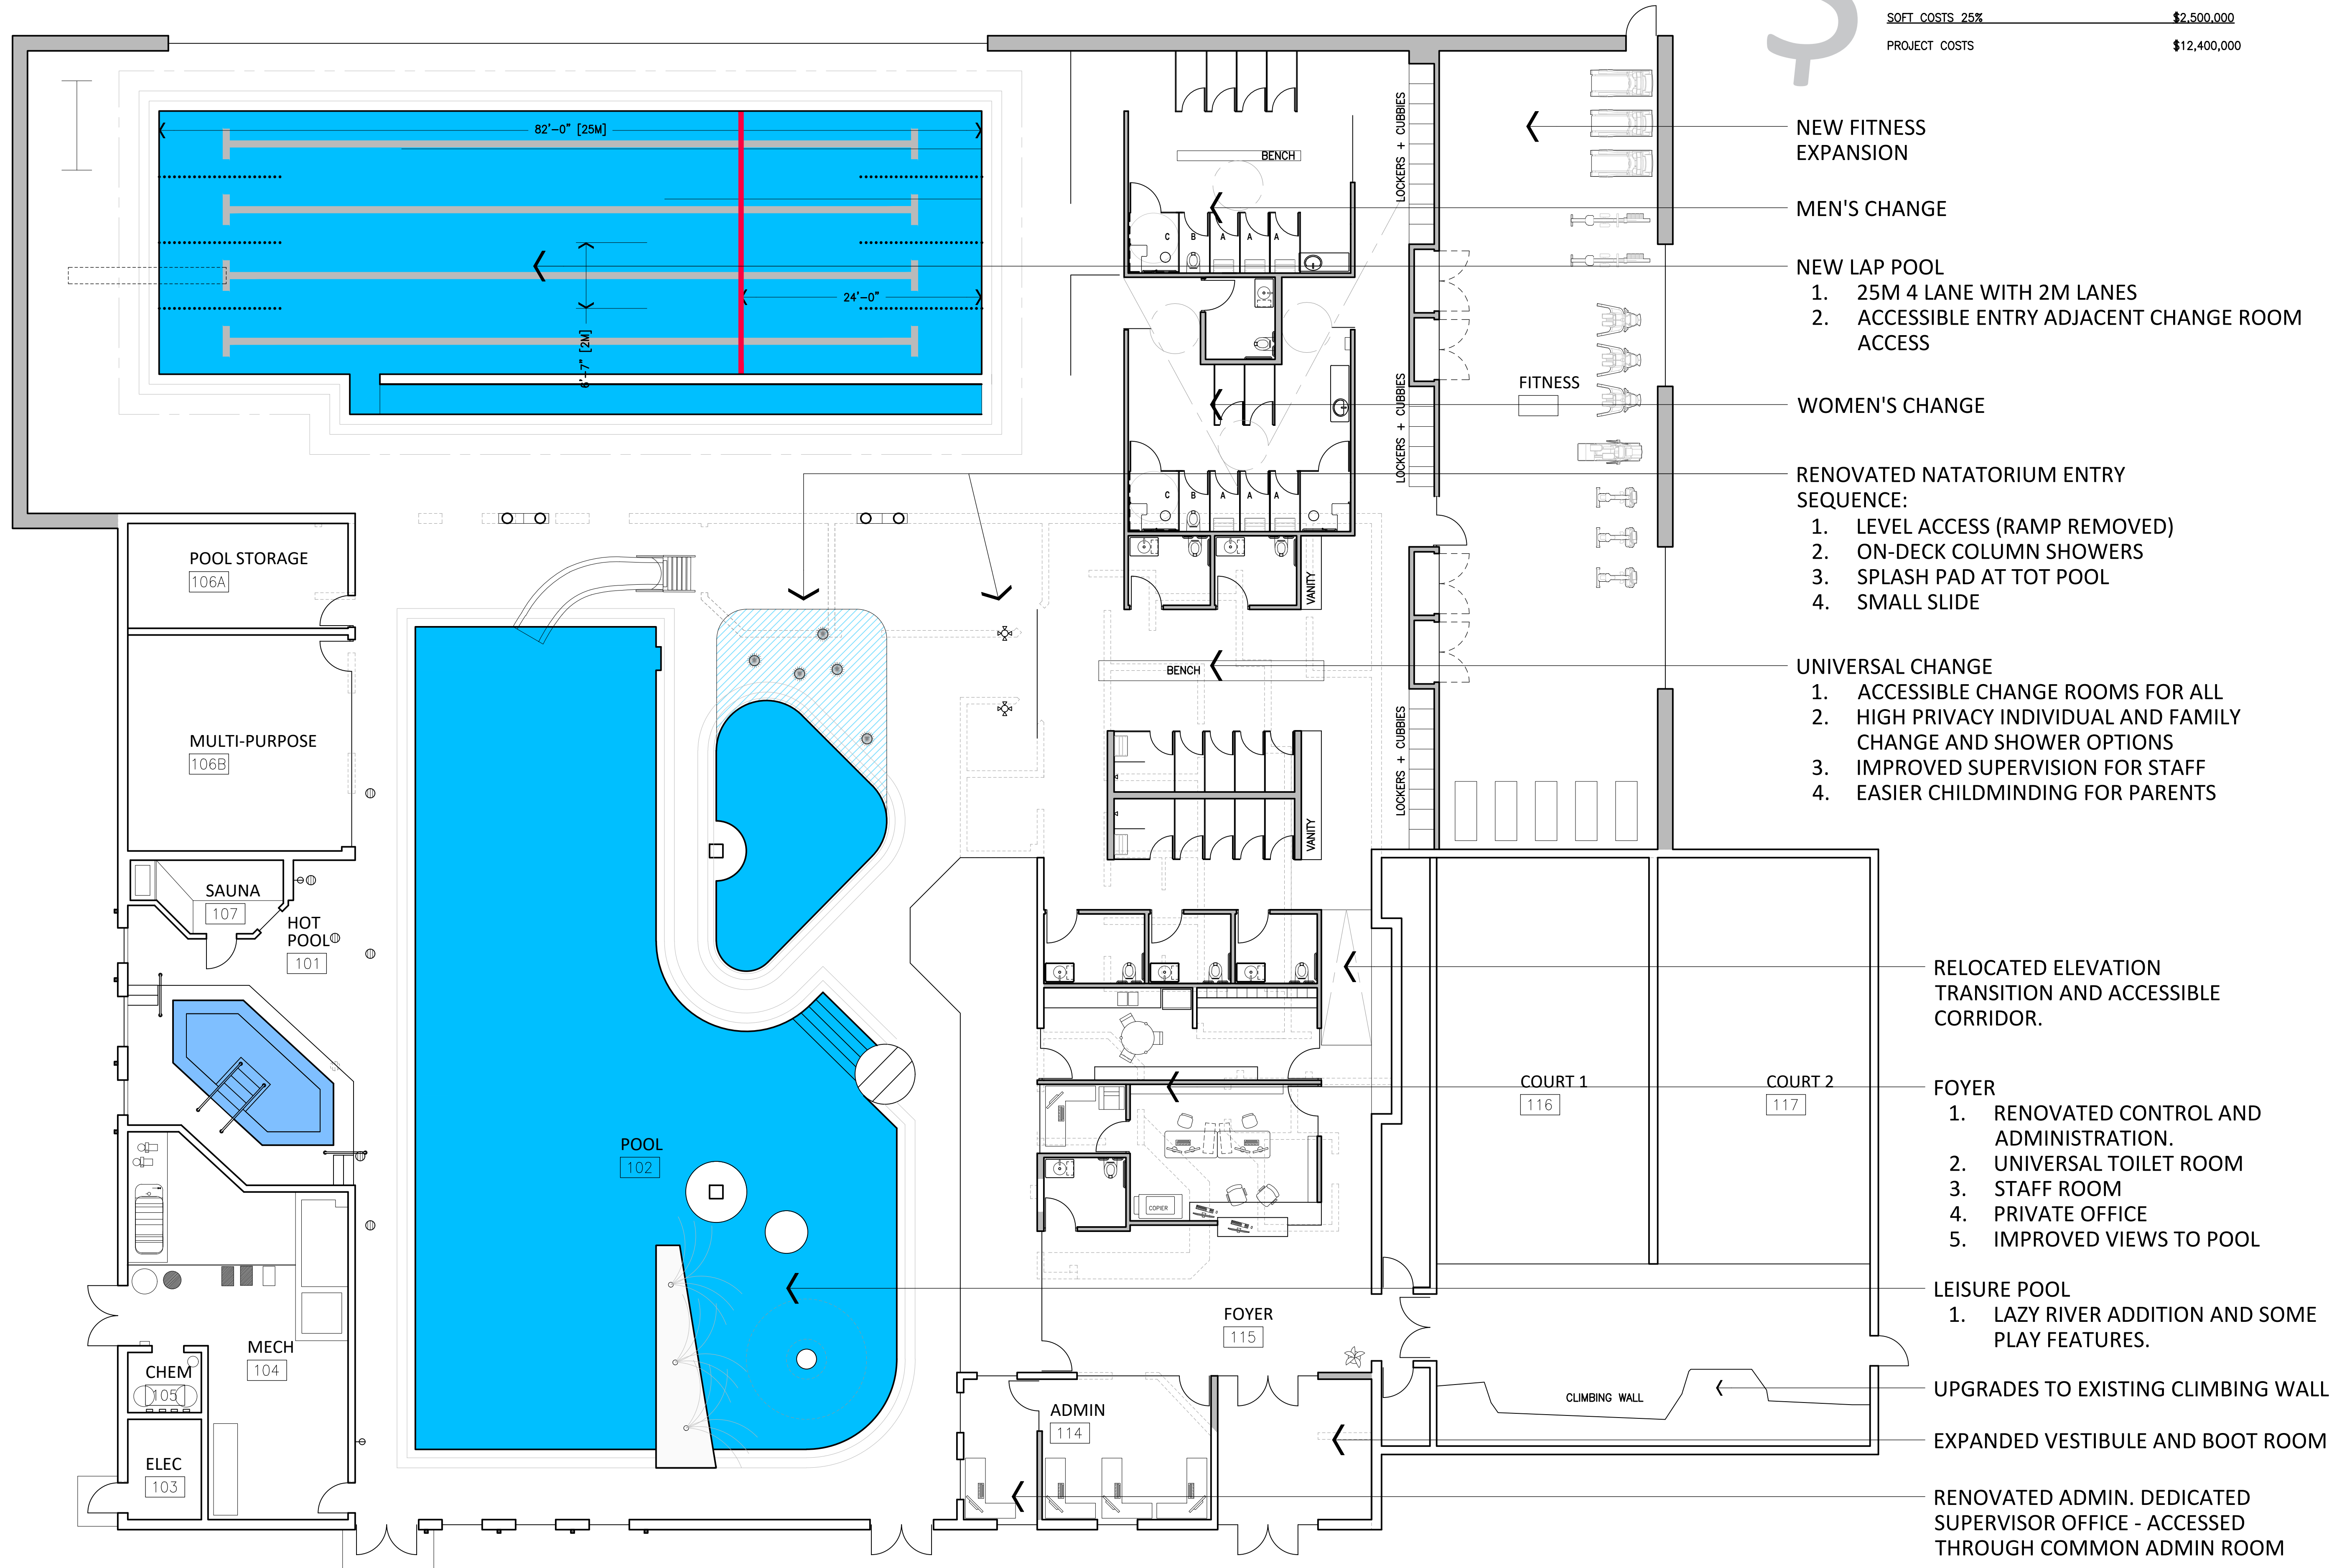 $
SOFT COSTS 25% $2,500,000
PROJECT COSTS $12,400,000
NEW FITNESS
EXPANSION
MEN'S CHANGE
NEW LAP POOL
1. 25M 4 LANE WITH 2M LANES
2. ACCESSIBLE ENTRY ADJACENT CHANGE ROOM
ACCESS
WOMEN'S CHANGE
RENOVATED NATATORIUM ENTRY
SEQUENCE:
1. LEVEL ACCESS (RAMP REMOVED)
2. ON-DECK COLUMN SHOWERS
3. SPLASH PAD AT TOT POOL
4. SMALL SLIDE
UNIVERSAL CHANGE
1. ACCESSIBLE CHANGE ROOMS FOR ALL
2. HIGH PRIVACY INDIVIDUAL AND FAMILY
CHANGE AND SHOWER OPTIONS
3. IMPROVED SUPERVISION FOR STAFF
4. EASIER CHILDMINDING FOR PARENTS
RELOCATED ELEVATION
TRANSITION AND ACCESSIBLE
CORRIDOR.
FOYER
1. RENOVATED CONTROL AND
ADMINISTRATION.
2. UNIVERSAL TOILET ROOM
3. STAFF ROOM
4. PRIVATE OFFICE
5. IMPROVED VIEWS TO POOL
LEISURE POOL
1. LAZY RIVER ADDITION AND SOME
PLAY FEATURES.
UPGRADES TO EXISTING CLIMBING WALL
EXPANDED VESTIBULE AND BOOT ROOM
RENOVATED ADMIN. DEDICATED
SUPERVISOR OFFICE - ACCESSED
THROUGH COMMON ADMIN ROOM
82'-0" [25M]
24'-0"
6'-7" [2M]
BENCH
LOCKERS + CUBBIES
C B A A A
LOCKERS + CUBBIES
FITNESS
C B A A A
VANITY
BENCH
LOCKERS + CUBBIES
VANITY
POOL STORAGE
106A
MULTI-PURPOSE
106B
SAUNA
107
HOT
POOL
101
POOL
102
COURT 1
116
COURT 2
117
COPIER
FOYER
115
MECH
104
CHEM
105
ELEC
103
ADMIN
114
CLIMBING WALL